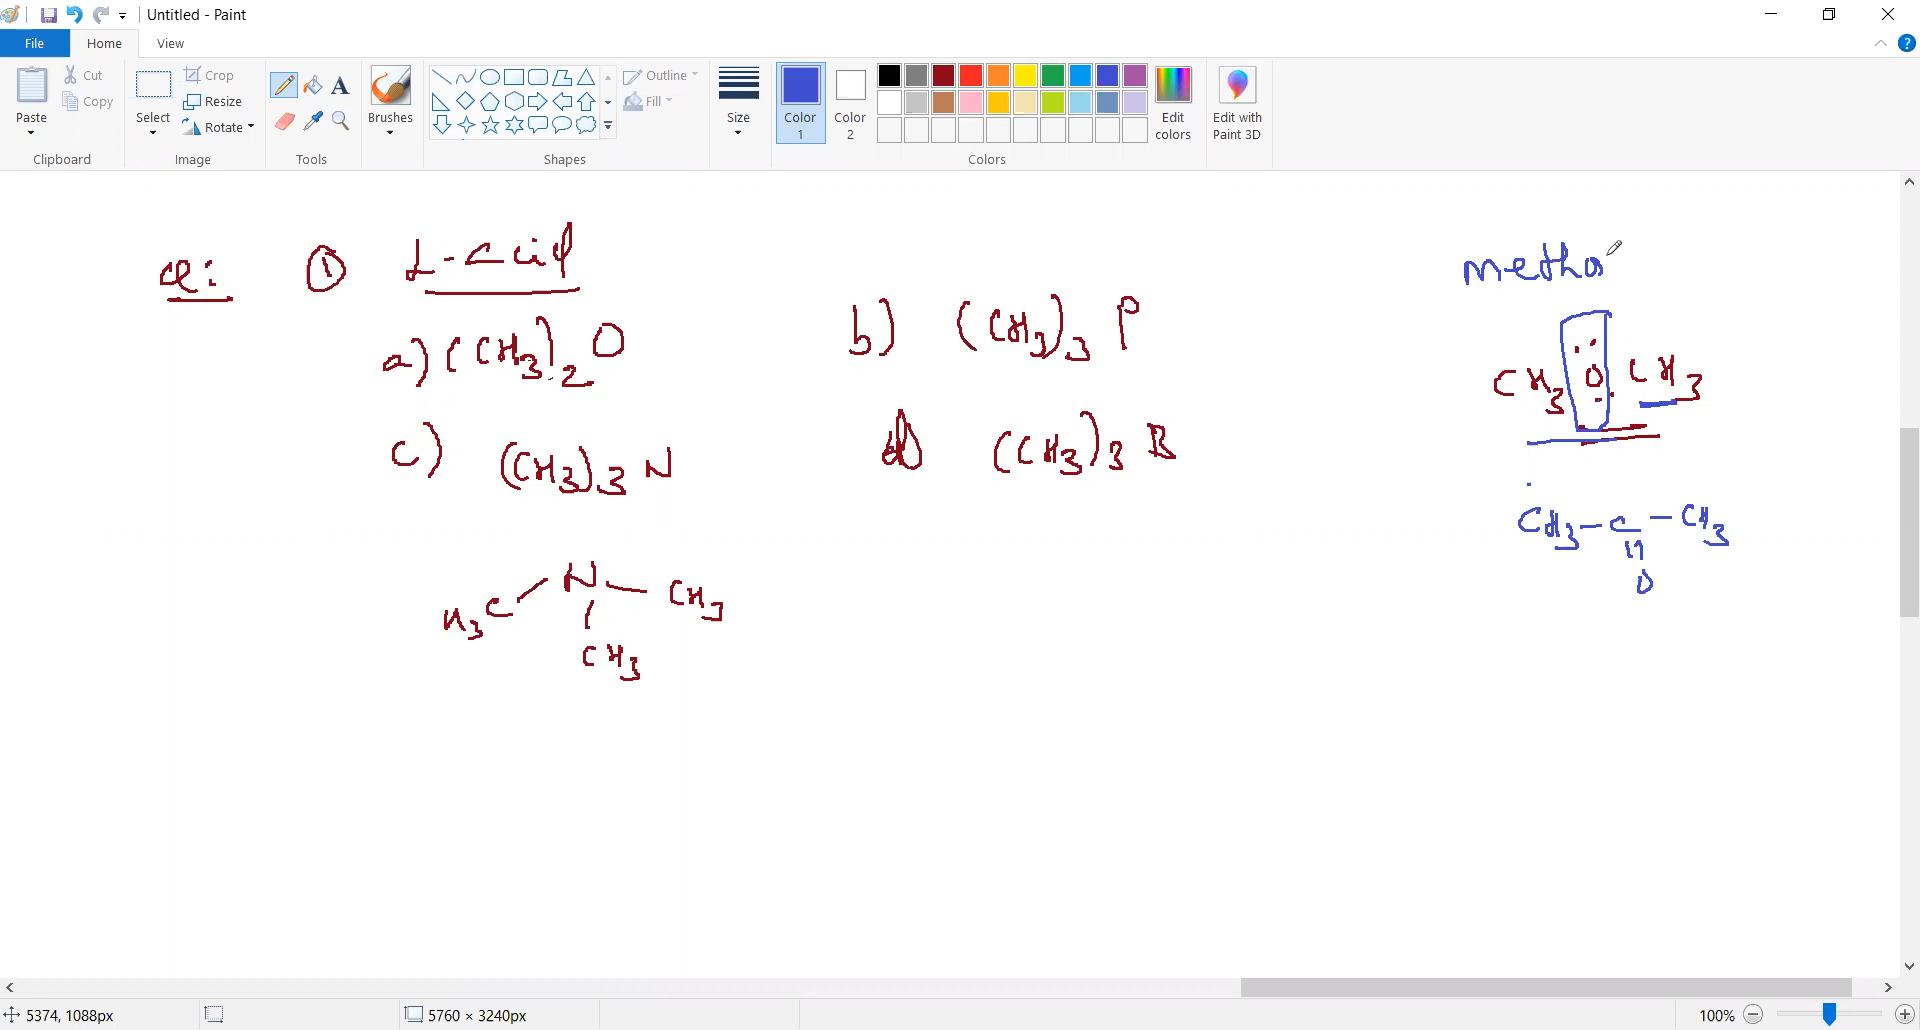 Untitled - Paint
File Home View
Paste
Cut
Copy
Clipboard
Select
Crop
Resize
Rotate
Image
Tools
Brushes
Outline
Fill
Shapes
Size
Color 1
Color 2
Edit colors
Edit with Paint 3D
Colors
① L-
a) (CH3)2 O
b) (CH3)3 P
c) (CH3)3 N
d) (CH3)3 B
N
H3C
CH3
CH3
metho
CH3 O CH3
CH3 - C - CH3
O
5374, 1088px
5760 × 3240px
100%